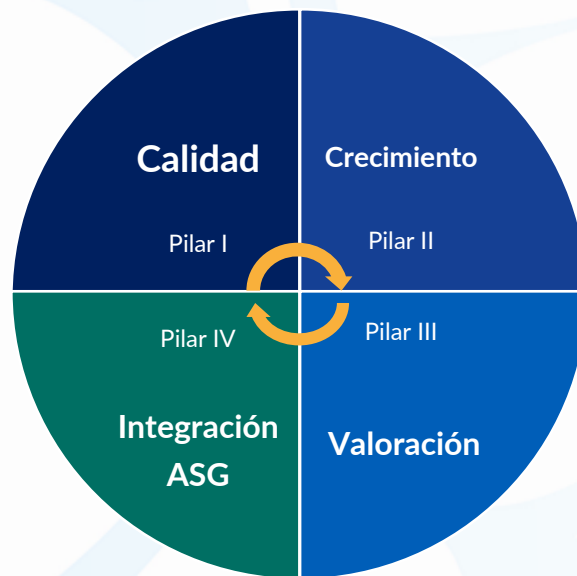 Calidad
Pilar I
Crecimiento
Pilar II
Pilar III
Valoración
Pilar IV
Integración
ASG